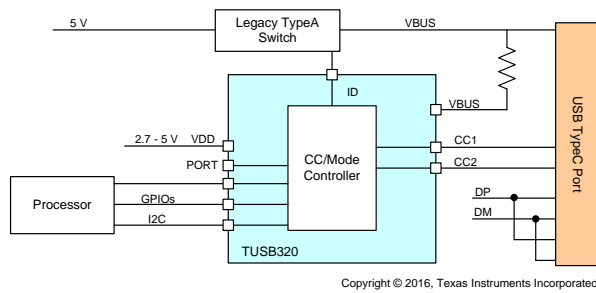 Legacy TypeA
Switch
5 V
VBUS
ID
VBUS
2.7 - 5 V VDD
PORT
CC/Mode
Controller
CC1
CC2
USB TypeC Port
Processor
GPIOs
I2C
DP
DM
TUSB320
Copyright © 2016, Texas Instruments Incorporated